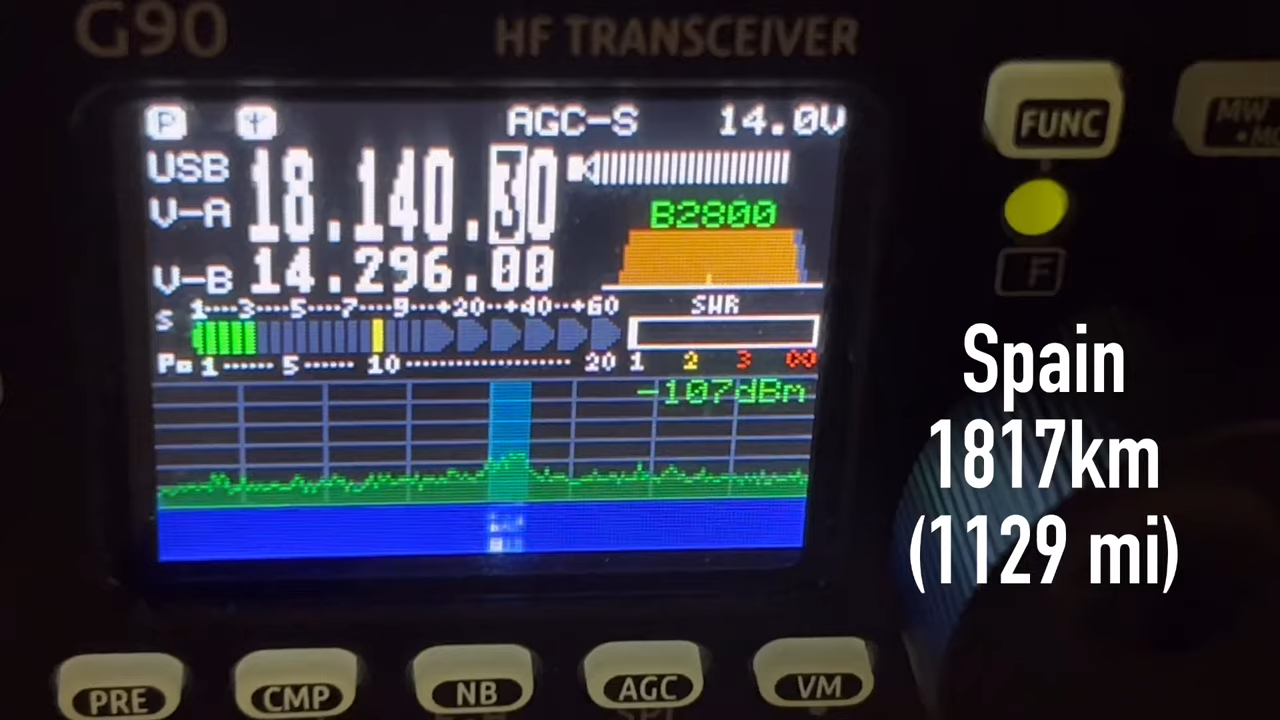 G90
HF TRANSCEIVER
P
AGC-S 14.0V
USB 18.140.30
V-A
B2800
V-B 14.296.00
S 1····3····5····7····9··+20··+40··+60
SWR
Po 1······5······10··················20
1 2 3 ∞
-107dBm
FUNC
MW
F
Spain
1817km
(1129 mi)
PRE CMP NB AGC VM